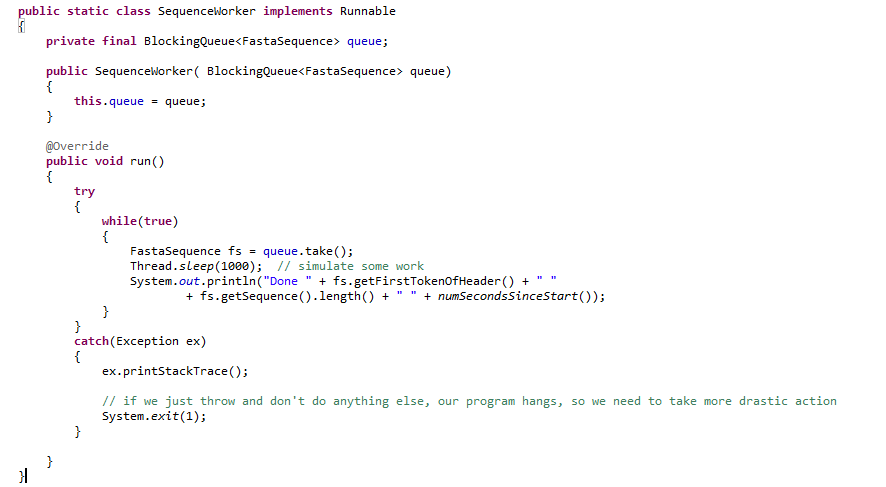 public static class SequenceWorker implements Runnable
{
    private final BlockingQueue<FastaSequence> queue;

    public SequenceWorker( BlockingQueue<FastaSequence> queue)
    {
        this.queue = queue;
    }

    @Override
    public void run()
    {
        try
        {
            while(true)
            {
                FastaSequence fs = queue.take();
                Thread.sleep(1000);  // simulate some work
                System.out.println("Done " + fs.getFirstTokenOfHeader() + " "
                        + fs.getSequence().length() + " " + numSecondsSinceStart());
            }
        }
        catch(Exception ex)
        {
            ex.printStackTrace();

            // if we just throw and don't do anything else, our program hangs, so we need to take more drastic action
            System.exit(1);
        }

    }
}